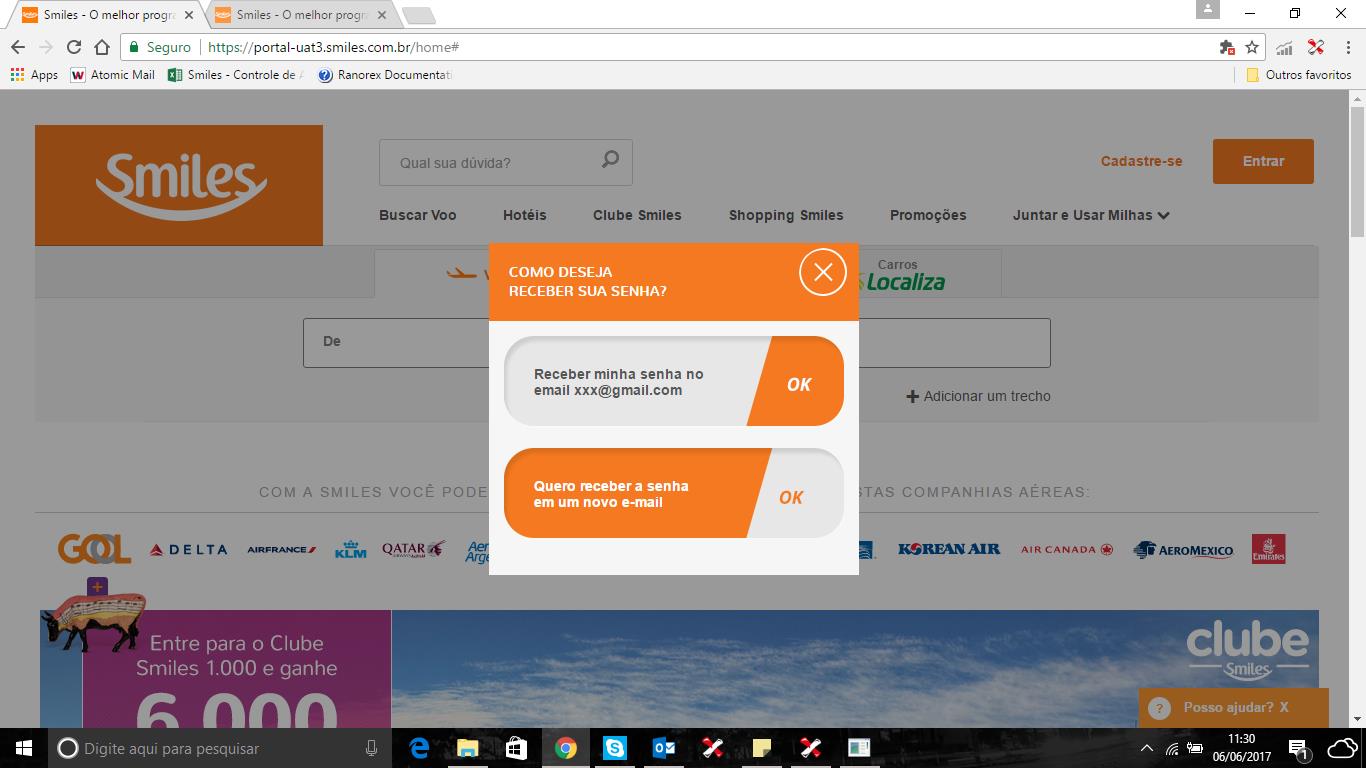 Smiles - O melhor progra
Smiles - O melhor progra
Seguro
https://portal-uat3.smiles.com.br/home#
Apps
Atomic Mail
Smiles - Controle de A
Ranorex Documentati
Outros favoritos
Smiles
Qual sua dúvida?
Cadastre-se
Entrar
Buscar Voo
Hotéis
Clube Smiles
Shopping Smiles
Promoções
Juntar e Usar Milhas
V
COMO DESEJA
RECEBER SUA SENHA?
Carros
Localiza
De
Receber minha senha no
email xxx@gmail.com
OK
Adicionar um trecho
Quero receber a senha
em um novo e-mail
OK
COM A SMILES VOCÊ PODE
STAS COMPANHIAS AÉREAS:
GOL
DELTA
AIRFRANCE
KLM
QATAR
AIRWAYS
KOREAN AIR
AIR CANADA
AEROMEXICO
Emirates
Entre para o Clube
Smiles 1.000 e ganhe
6.000
clube
Smiles
Posso ajudar? X
Digite aqui para pesquisar
11:30
06/06/2017
1